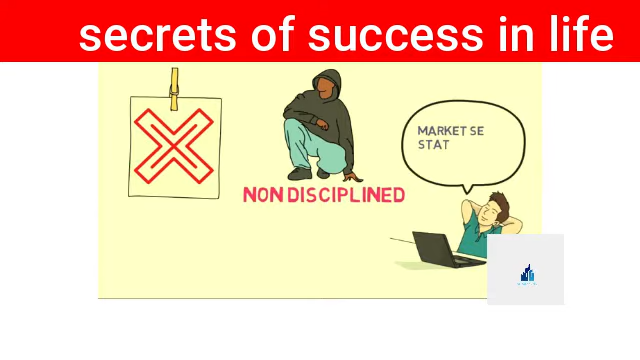 secrets of success in life
MARKET SE
STAT
NON DISCIPLINED